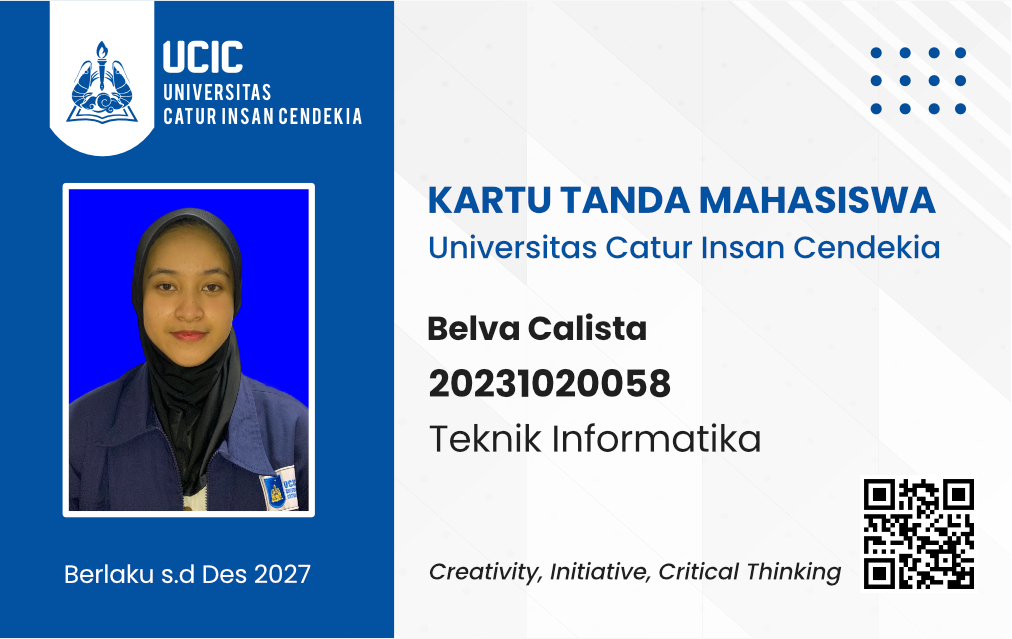 UCIC
UNIVERSITAS
CATUR INSAN CENDEKIA
KARTU TANDA MAHASISWA
Universitas Catur Insan Cendekia
Belva Calista
20231020058
Teknik Informatika
UCIC
Berlaku s.d Des 2027
Creativity, Initiative, Critical Thinking